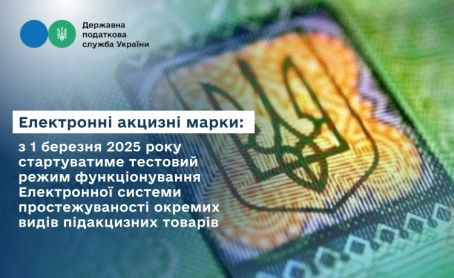 Державна
податкова
служба України
Електронні акцизні марки:
з 1 березня 2025 року
стартуватиме тестовий
режим функціонування
Електронної системи
простежуваності окремих
видів підакцизних товарів